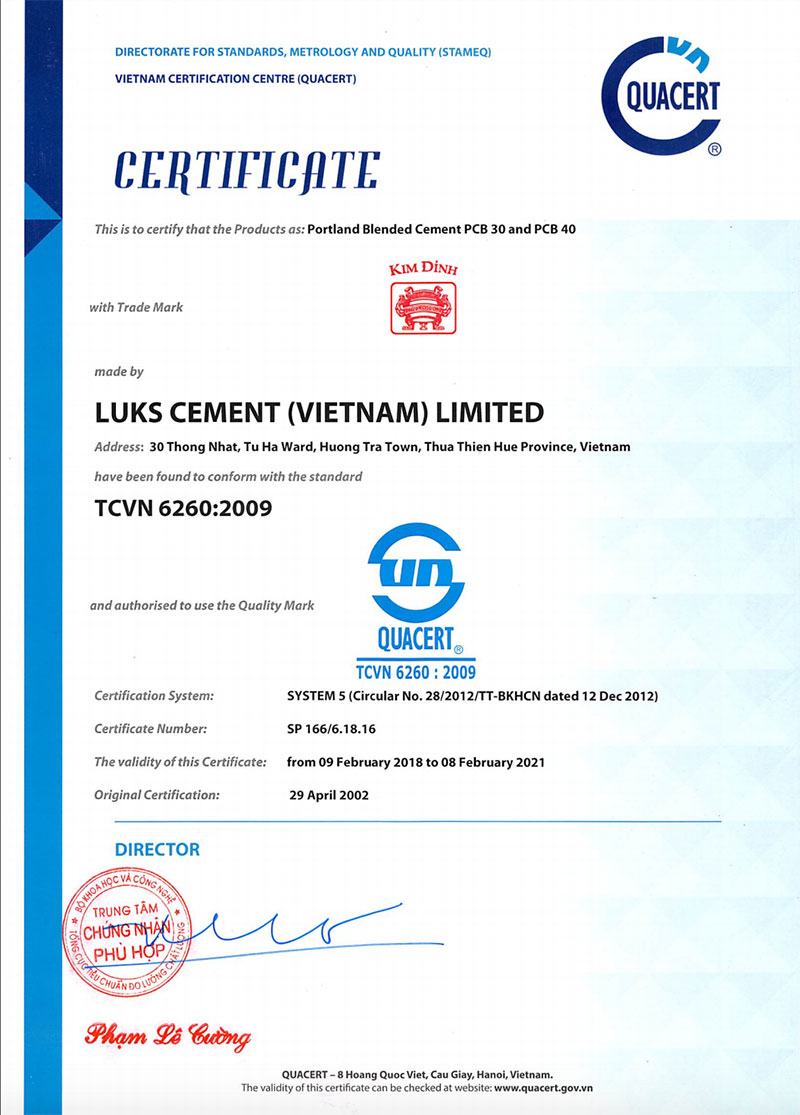 DIRECTORATE FOR STANDARDS, METROLOGY AND QUALITY (STAMEQ)
VIETNAM CERTIFICATION CENTRE (QUACERT)
QUACERT
®
CERTIFICATE
This is to certify that the Products as: Portland Blended Cement PCB 30 and PCB 40
KIM ĐỈNH
with Trade Mark
made by
LUKS CEMENT (VIETNAM) LIMITED
Address: 30 Thong Nhat, Tu Ha Ward, Huong Tra Town, Thua Thien Hue Province, Vietnam
have been found to conform with the standard
TCVN 6260:2009
and authorised to use the Quality Mark
QUACERT®
TCVN 6260 : 2009
Certification System: SYSTEM 5 (Circular No. 28/2012/TT-BKHCN dated 12 Dec 2012)
Certificate Number: SP 166/6.18.16
The validity of this Certificate: from 09 February 2018 to 08 February 2021
Original Certification: 29 April 2002
DIRECTOR
BỘ KHOA HỌC VÀ CÔNG NGHỆ
TRUNG TÂM
CHỨNG NHẬN
PHÙ HỢP
TỔNG CỤC TIÊU CHUẨN ĐO LƯỜNG CHẤT LƯỢNG
Phạm Lê Cường
QUACERT – 8 Hoang Quoc Viet, Cau Giay, Hanoi, Vietnam.
The validity of this certificate can be checked at website: www.quacert.gov.vn